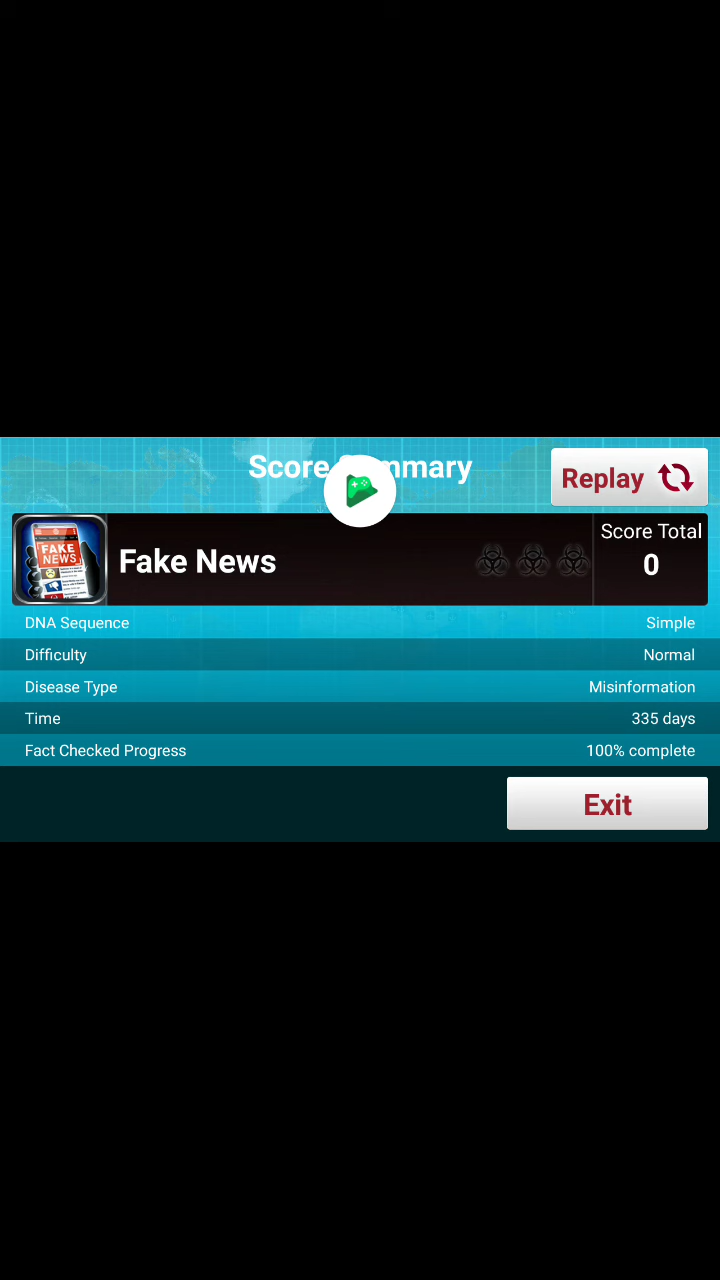 Score Summary
Replay
Score Total
0
FAKE
NEWS
Fake News
DNA Sequence Simple
Difficulty Normal
Disease Type Misinformation
Time 335 days
Fact Checked Progress 100% complete
Exit